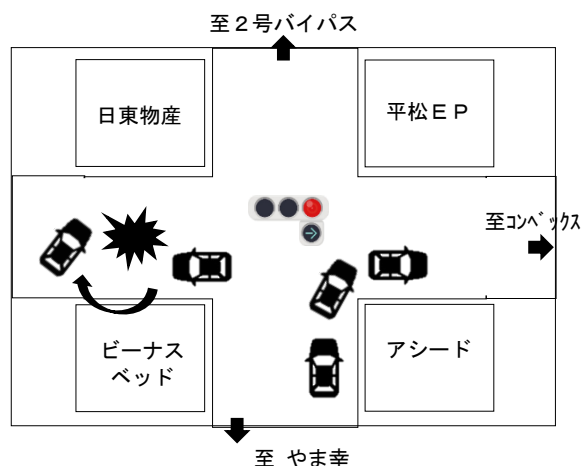 至２号バイパス
日東物産
平松ＥＰ
至ｺﾝﾍﾞｯｸｽ
ビーナス
ベッド
アシード
至 やま幸